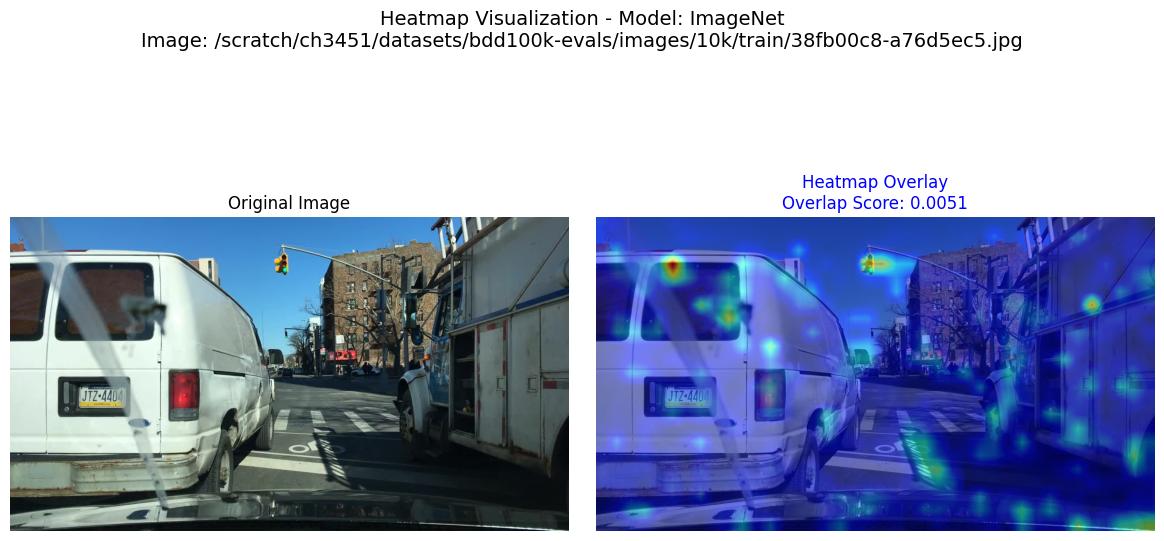 Heatmap Visualization - Model: ImageNet
Image: /scratch/ch3451/datasets/bdd100k-evals/images/10k/train/38fb00c8-a76d5ec5.jpg
Original Image
Heatmap Overlay
Overlap Score: 0.0051
JTZ•4404
JTZ•4404